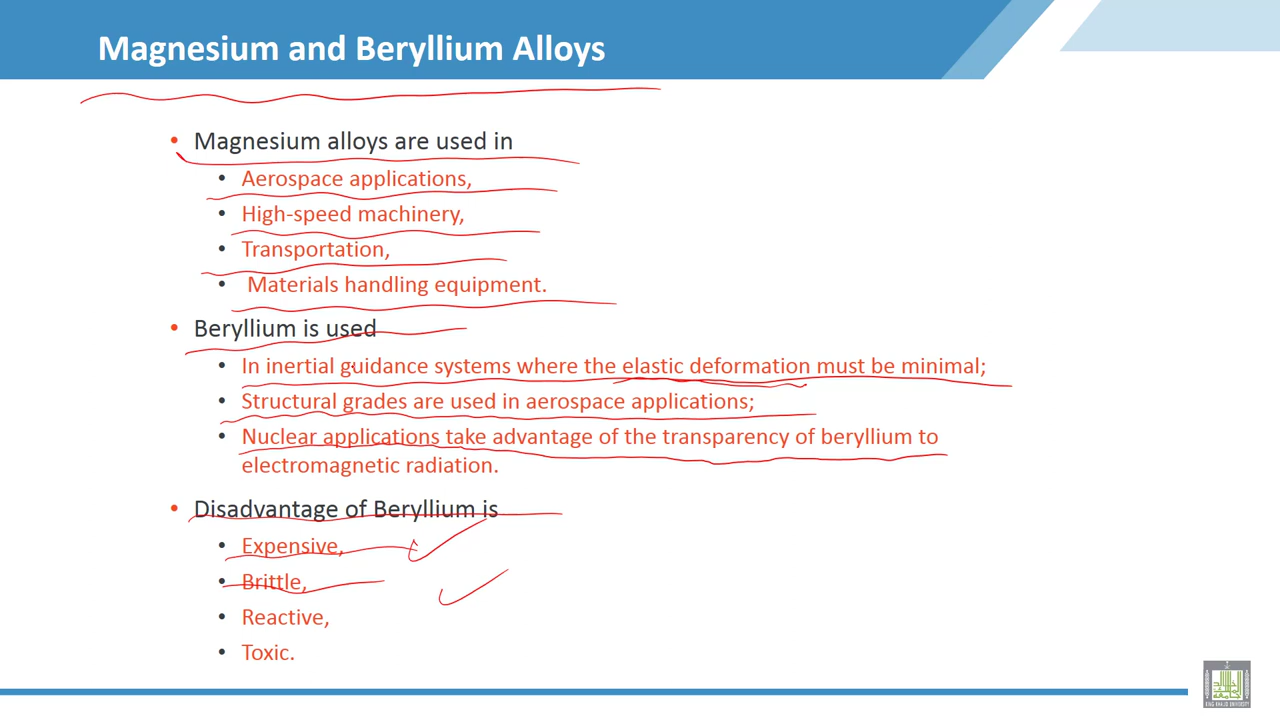 Magnesium and Beryllium Alloys
• Magnesium alloys are used in
• Aerospace applications,
• High-speed machinery,
• Transportation,
• Materials handling equipment.
• Beryllium is used
• In inertial guidance systems where the elastic deformation must be minimal;
• Structural grades are used in aerospace applications;
• Nuclear applications take advantage of the transparency of beryllium to
electromagnetic radiation.
• Disadvantage of Beryllium is
• Expensive,
• Brittle,
• Reactive,
• Toxic.
KING KHALID UNIVERSITY